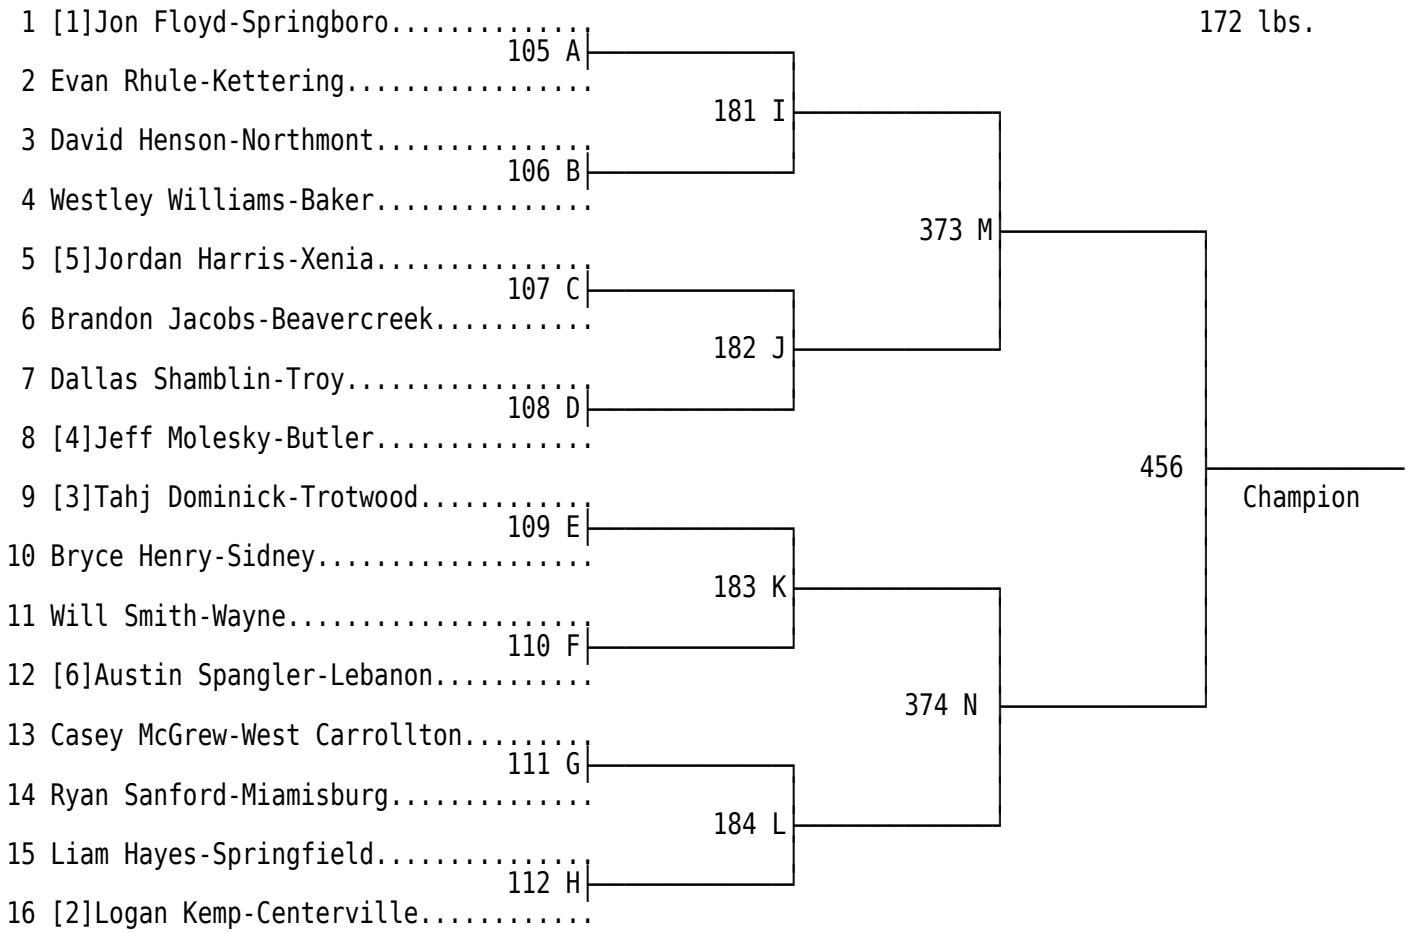 1 [1]Jon Floyd-Springboro.............. 172 lbs.
105 A
2 Evan Rhule-Kettering.................
181 I
3 David Henson-Northmont...............
106 B
4 Westley Williams-Baker...............
373 M
5 [5]Jordan Harris-Xenia...............
107 C
6 Brandon Jacobs-Beavercreek...........
182 J
7 Dallas Shamblin-Troy.................
108 D
8 [4]Jeff Molesky-Butler...............
456
9 [3]Tahj Dominick-Trotwood............ Champion
109 E
10 Bryce Henry-Sidney...................
183 K
11 Will Smith-Wayne.....................
110 F
12 [6]Austin Spangler-Lebanon...........
374 N
13 Casey McGrew-West Carrollton.........
111 G
14 Ryan Sanford-Miamisburg..............
184 L
15 Liam Hayes-Springfield...............
112 H
16 [2]Logan Kemp-Centerville............